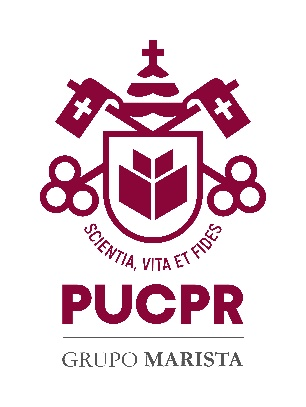 SCIENTIA, VITA ET FIDES
PUCPR
GRUPO MARISTA